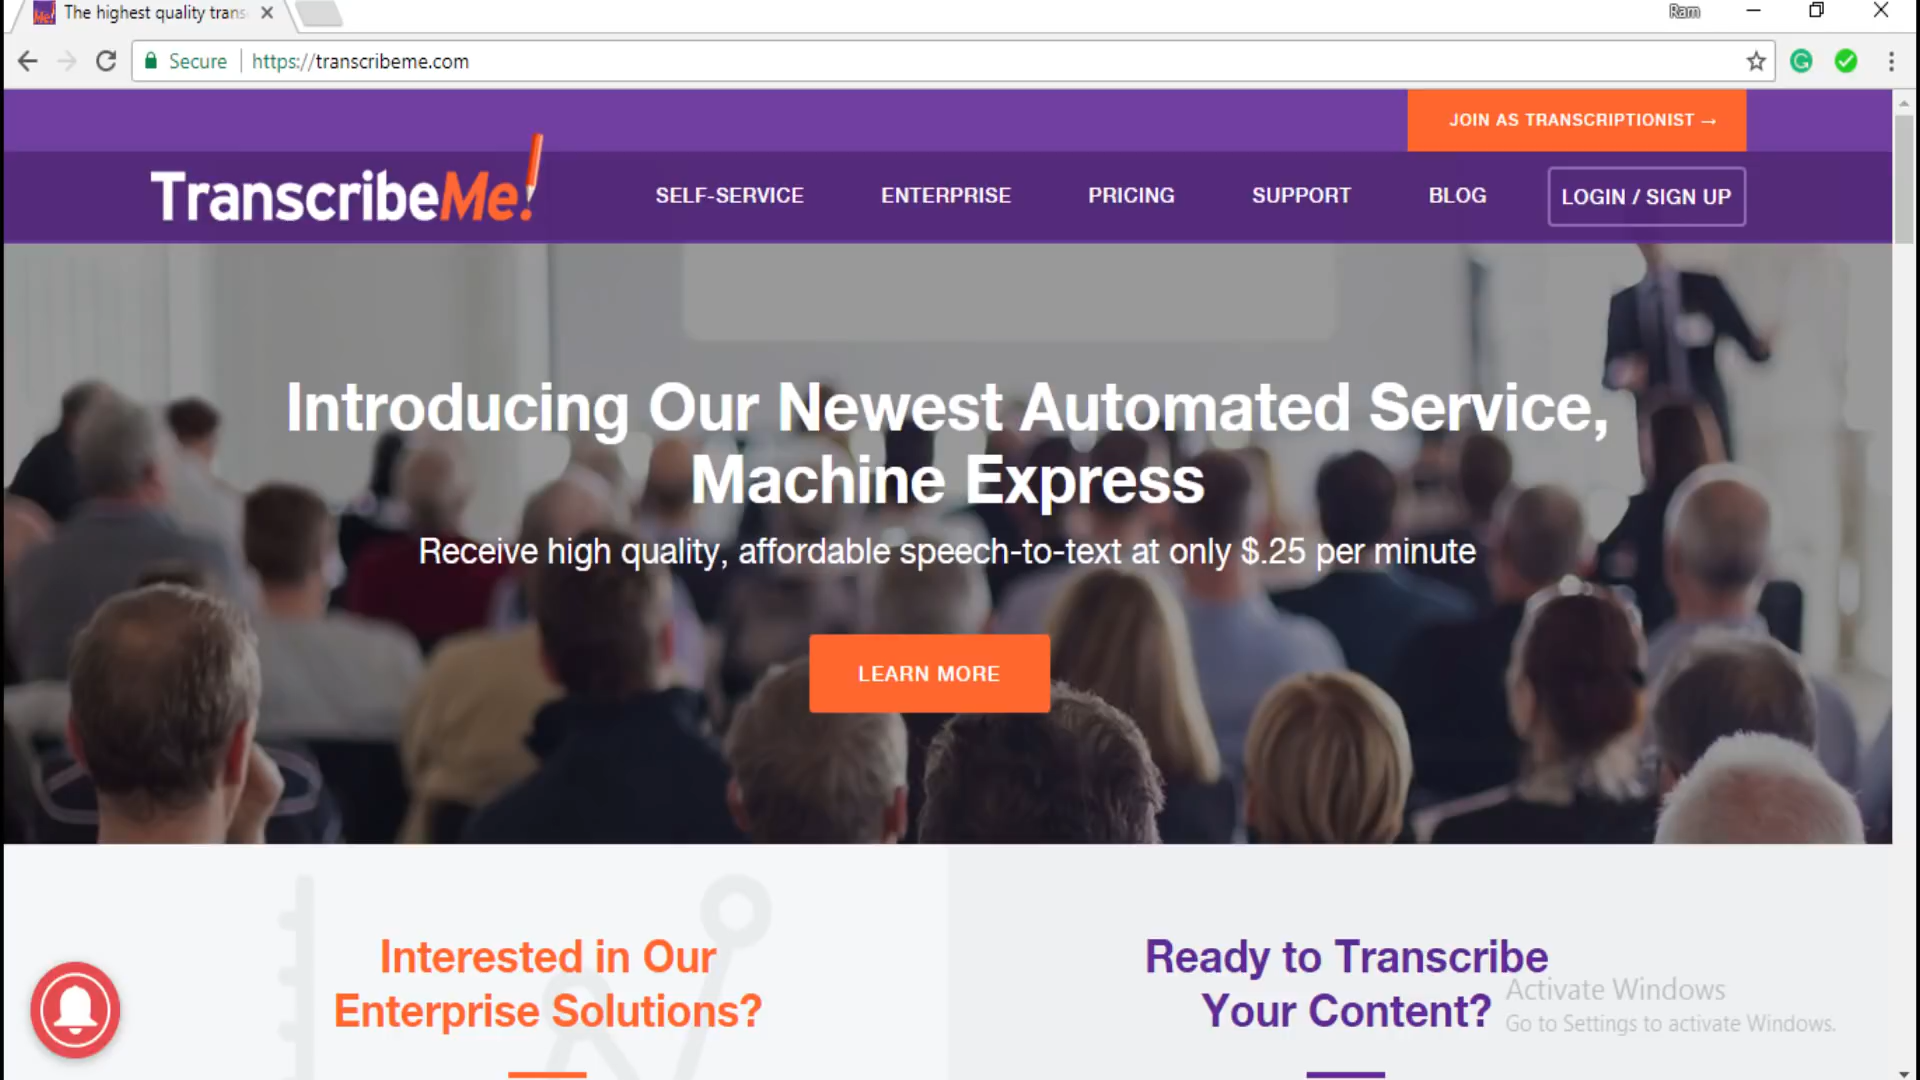 The highest quality trans
Ram
Secure
https://transcribeme.com
JOIN AS TRANSCRIPTIONIST →
TranscribeMe!
SELF-SERVICE
ENTERPRISE
PRICING
SUPPORT
BLOG
LOGIN / SIGN UP
Introducing Our Newest Automated Service,
Machine Express
Receive high quality, affordable speech-to-text at only $.25 per minute
LEARN MORE
Interested in Our
Enterprise Solutions?
Ready to Transcribe
Your Content?
Activate Windows
Go to Settings to activate Windows.